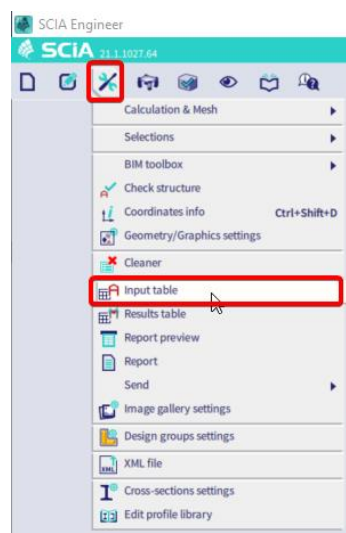 SCIA Engineer
SCiA 21.1.1027.64
Calculation & Mesh
Selections
BIM toolbox
Check structure
Coordinates info Ctrl+Shift+D
Geometry/Graphics settings
Cleaner
Input table
Results table
Report preview
Report
Send
Image gallery settings
Design groups settings
XML XML file
Cross-sections settings
Edit profile library